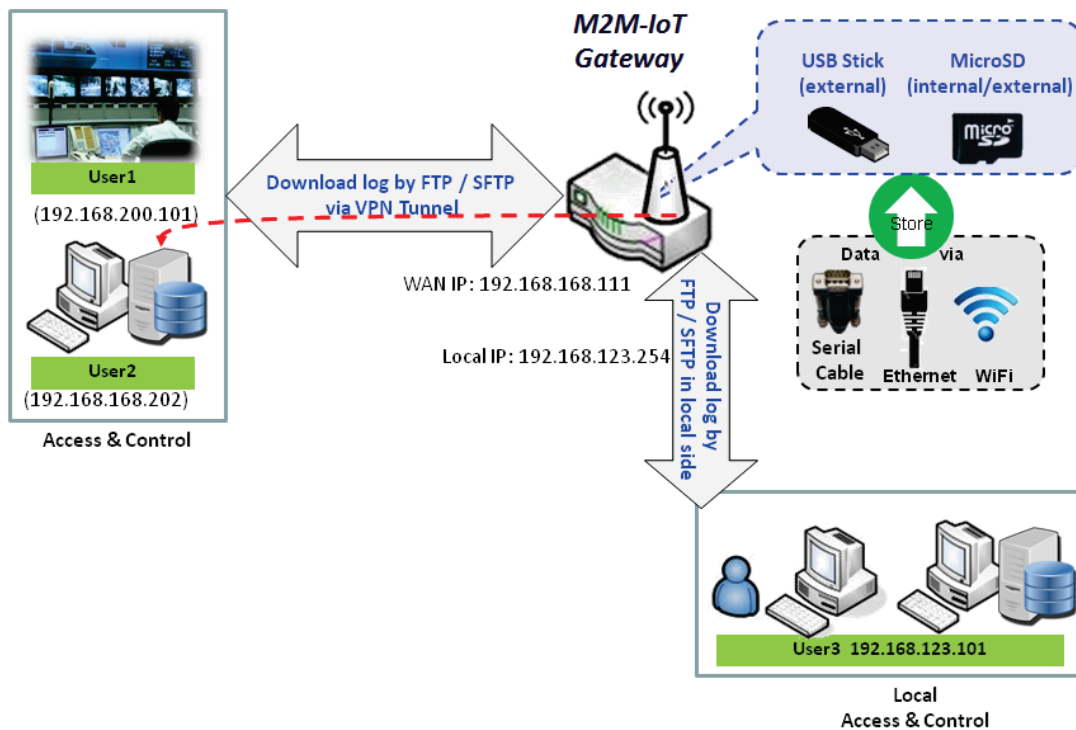 M2M-IoT
Gateway
USB Stick
(external)
MicroSD
(internal/external)
Micro
SD
User1
(192.168.200.101)
Download log by FTP / SFTP
via VPN Tunnel
Store
Data via
Serial
Cable
Ethernet
WiFi
WAN IP: 192.168.168.111
Local IP: 192.168.123.254
User2
(192.168.168.202)
Access & Control
Download log by
FTP / SFTP in local side
User3 192.168.123.101
Local
Access & Control